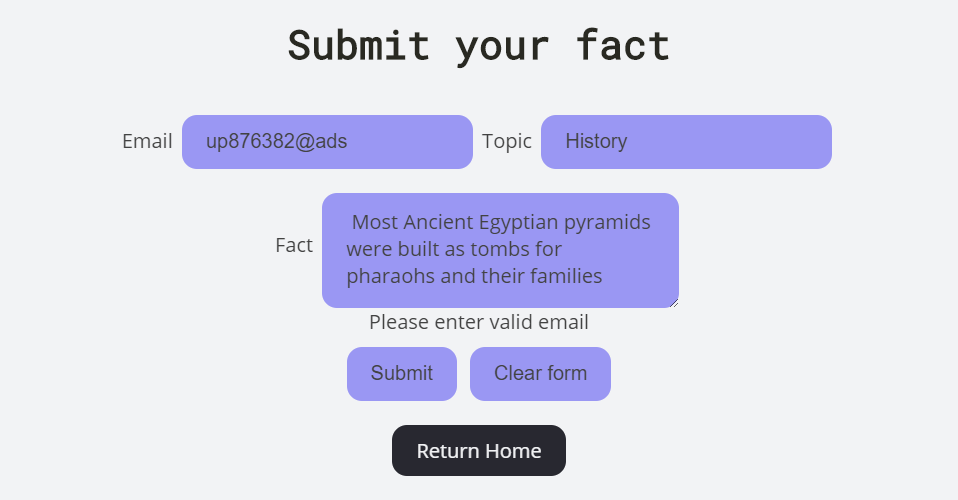 Submit your fact
Email up876382@ads Topic History
Fact
Most Ancient Egyptian pyramids
were built as tombs for
pharaohs and their families
Please enter valid email
Submit Clear form
Return Home